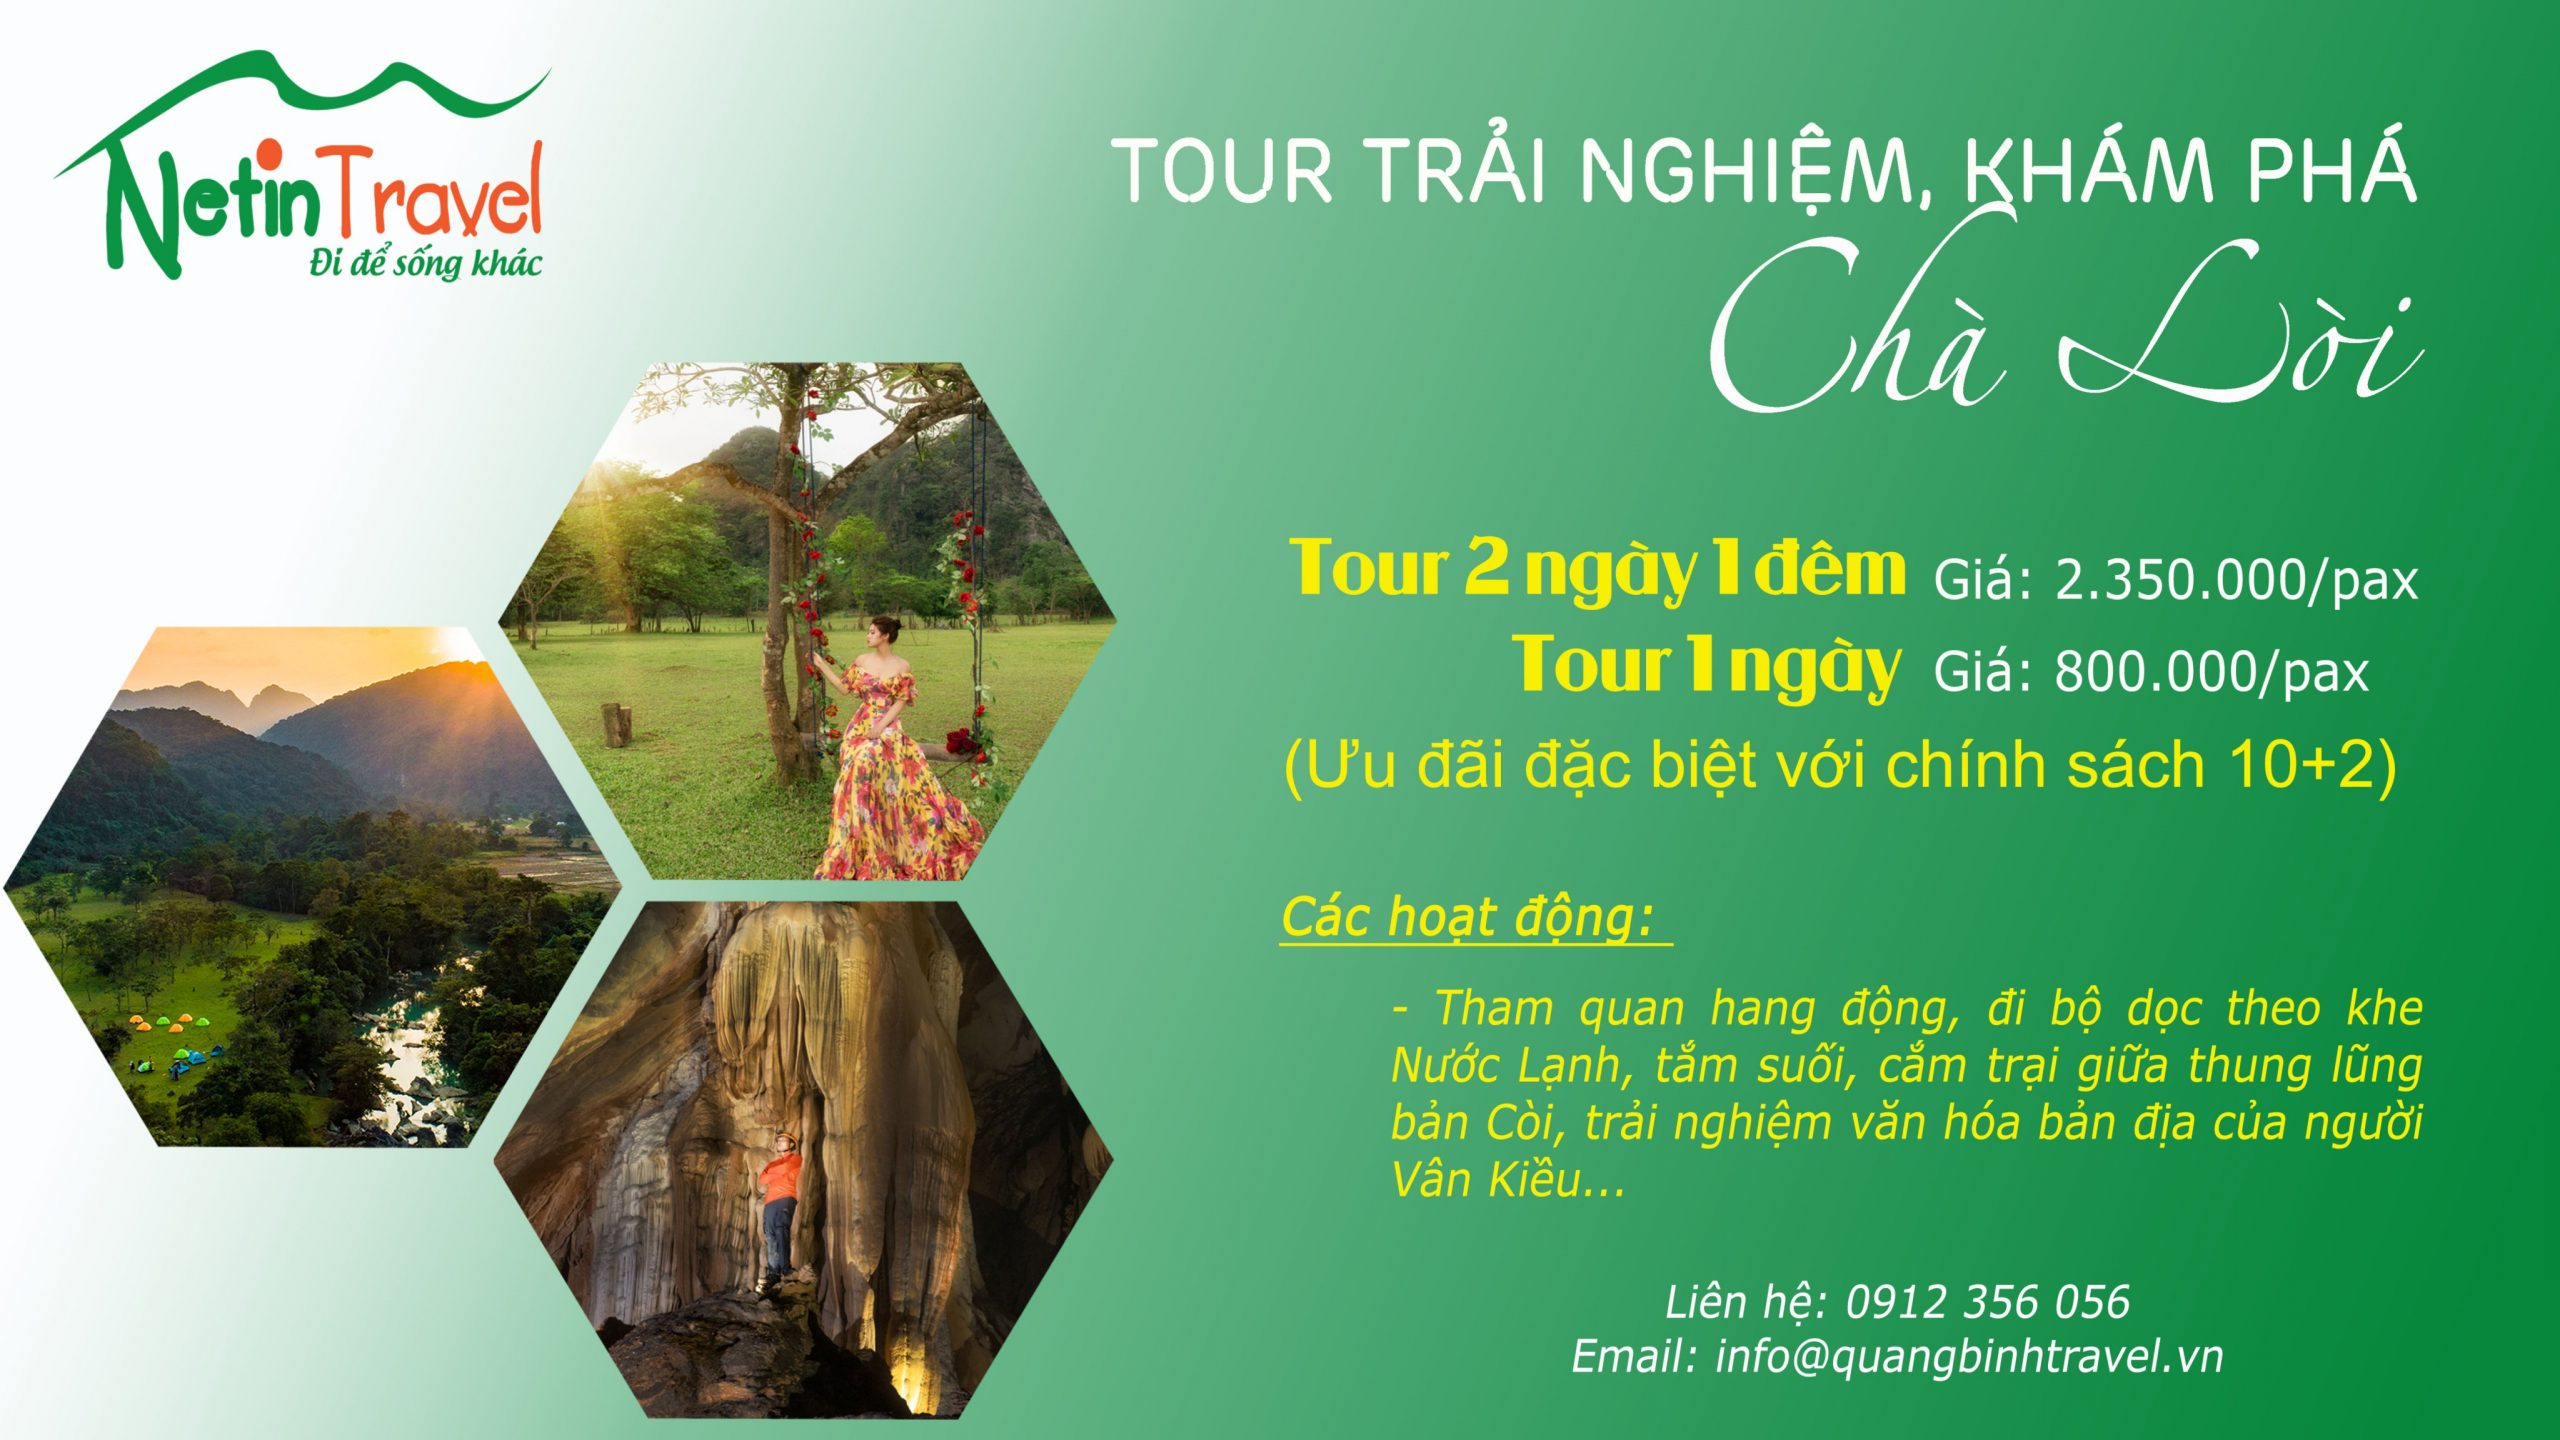 Netin Travel
Đi để sống khác
TOUR TRẢI NGHIỆM, KHÁM PHÁ
Chà Lòi
Tour 2 ngày 1 đêm Giá: 2.350.000/pax
Tour 1 ngày Giá: 800.000/pax
(Ưu đãi đặc biệt với chính sách 10+2)
Các hoạt động:
- Tham quan hang động, đi bộ dọc theo khe
Nước Lạnh, tắm suối, cắm trại giữa thung lũng
bản Còi, trải nghiệm văn hóa bản địa của người
Vân Kiều...
Liên hệ: 0912 356 056
Email: info@quangbinhtravel.vn